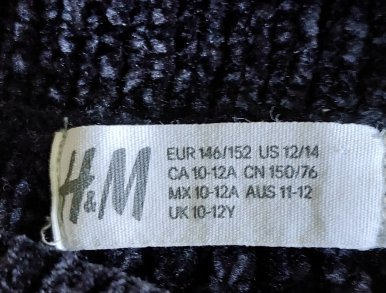 H&M
EUR 146/152 US 12/14
CA 10-12A CN 150/76
MX 10-12A AUS 11-12
UK 10-12Y